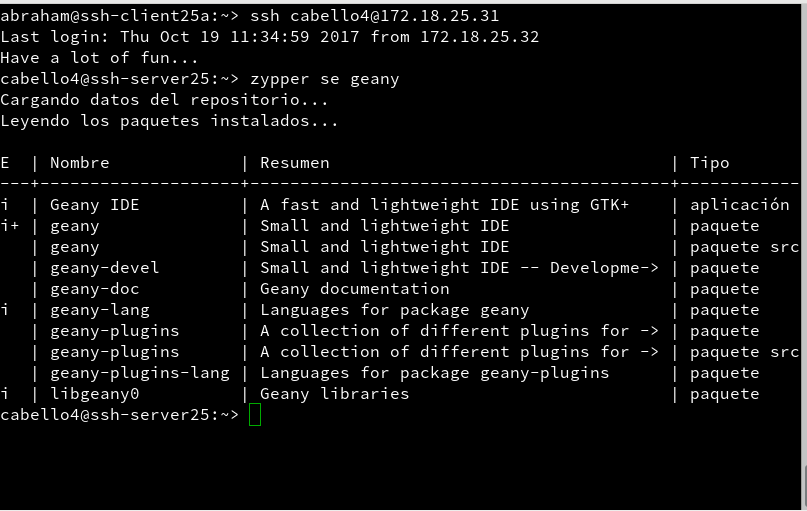 abraham@ssh-client25a:~> ssh cabello4@172.18.25.31
Last login: Thu Oct 19 11:34:59 2017 from 172.18.25.32
Have a lot of fun...
cabello4@ssh-server25:~> zypper se geany
Cargando datos del repositorio...
Leyendo los paquetes instalados...

E  | Nombre             | Resumen                                 | Tipo
---+--------------------+-----------------------------------------+------------
i  | Geany IDE          | A fast and lightweight IDE using GTK+   | aplicación
i+ | geany              | Small and lightweight IDE               | paquete
   | geany              | Small and lightweight IDE               | paquete src
   | geany-devel        | Small and lightweight IDE -- Developme-> | paquete
   | geany-doc          | Geany documentation                     | paquete
i  | geany-lang         | Languages for package geany             | paquete
   | geany-plugins      | A collection of different plugins for -> | paquete
   | geany-plugins      | A collection of different plugins for -> | paquete src
   | geany-plugins-lang | Languages for package geany-plugins     | paquete
i  | libgeany0          | Geany libraries                         | paquete
cabello4@ssh-server25:~>